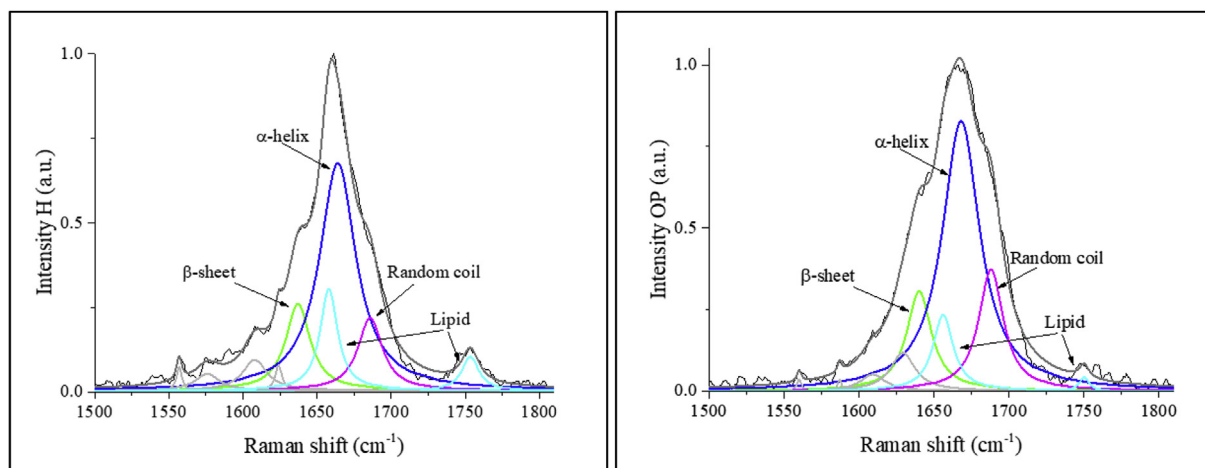 1.0
α-helix
Intensity H (a.u.)
0.5
β-sheet
Random coil
Lipid
0.0
1500 1550 1600 1650 1700 1750 1800
Raman shift (cm⁻¹)
1.0
α-helix
Intensity OP (a.u.)
0.5
Random coil
β-sheet
Lipid
0.0
1500 1550 1600 1650 1700 1750 1800
Raman shift (cm⁻¹)